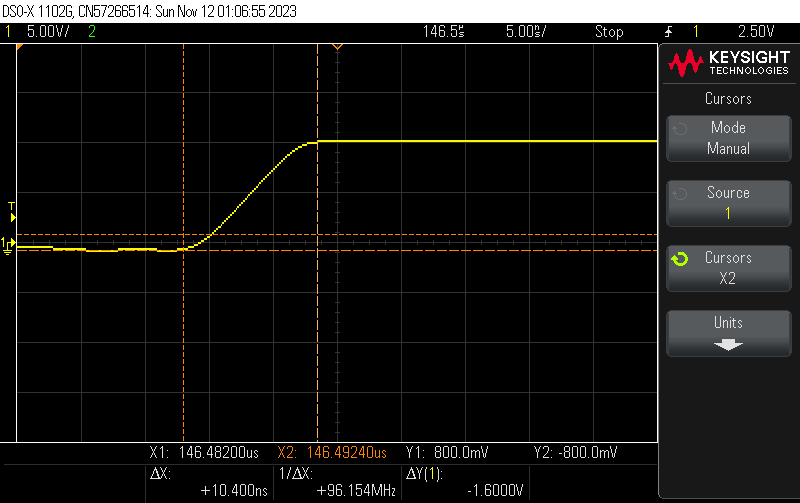 DSO-X 1102G, CN57266514: Sun Nov 12 01:06:55 2023
1 5.00V/ 2 146.5us 5.00ns/ Stop 1 2.50V
KEYSIGHT
TECHNOLOGIES
Cursors
Mode
Manual
Source
1
Cursors
X2
Units
T
1
X1: 146.48200us X2: 146.49240us Y1: 800.0mV Y2: -800.0mV
ΔX: 1/ΔX: ΔY(1):
+10.400ns +96.154MHz -1.6000V